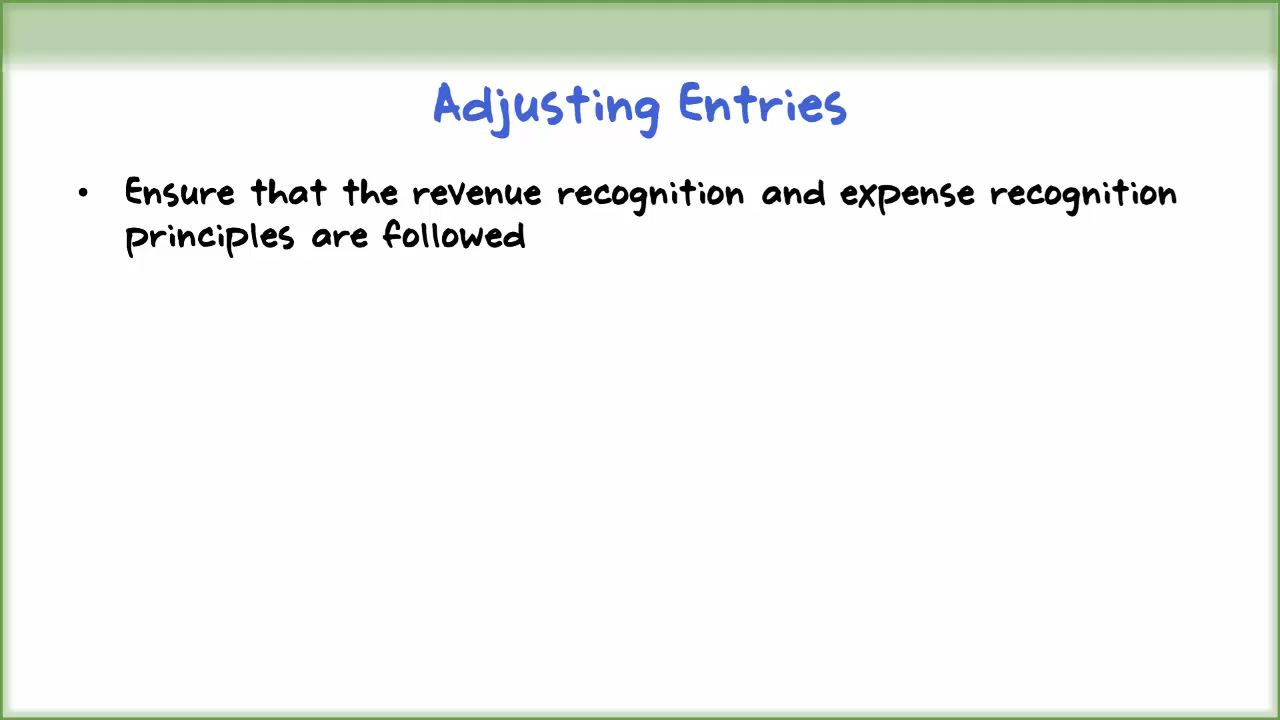 Adjusting Entries
• Ensure that the revenue recognition and expense recognition
principles are followed